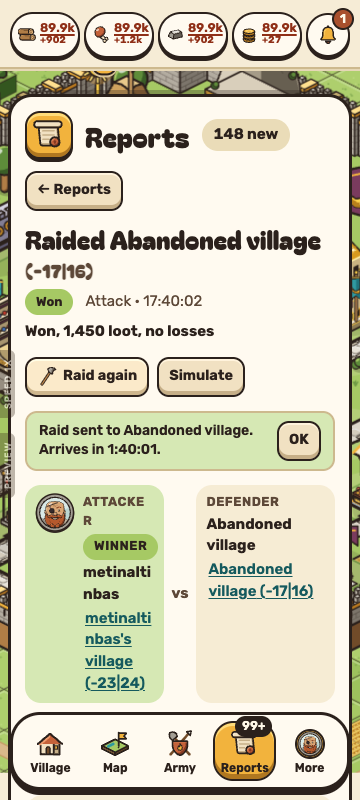 89.9k 89.9k 89.9k 89.9k 1
+902 +1.2k +902 +27
Reports 148 new
← Reports
Raided Abandoned village
(-17|16)
Won Attack • 17:40:02
Won, 1,450 loot, no losses
Raid again Simulate
SPEED 1X
Raid sent to Abandoned village.
Arrives in 1:40:01.
OK
PREVIEW
ATTACKE
R
WINNER
metinalti
nbas
metinalti
nbas's
village
(-23|24)
vs
DEFENDER
Abandoned
village
Abandoned
village (-17|16)
99+
Village Map Army Reports More